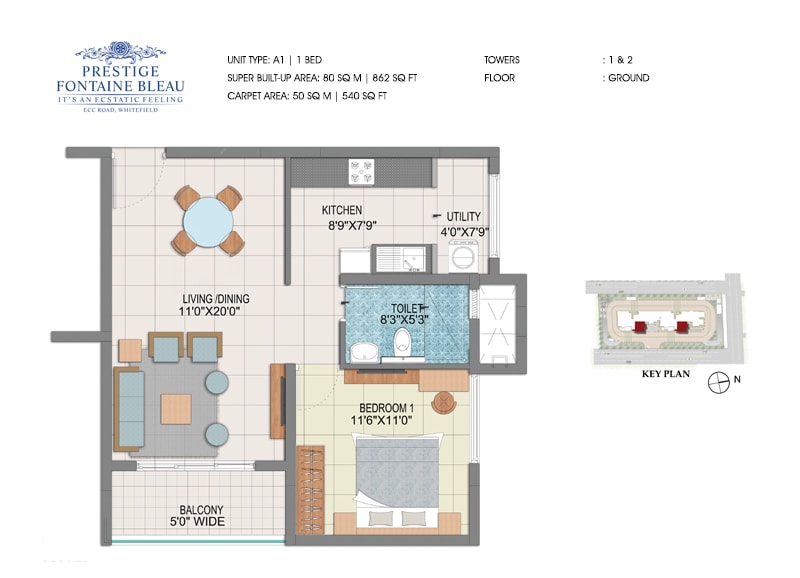 PRESTIGE
FONTAINE BLEAU
IT'S AN ECSTATIC FEELING
ECC ROAD, WHITEFIELD
UNIT TYPE: A1 | 1 BED
SUPER BUILT-UP AREA: 80 SQ M | 862 SQ FT
CARPET AREA: 50 SQ M | 540 SQ FT
TOWERS : 1 & 2
FLOOR : GROUND
KITCHEN
8'9"X7'9"
UTILITY
4'0"X7'9"
LIVING /DINING
11'0"X20'0"
TOILET
8'3"X5'3"
BEDROOM 1
11'6"X11'0"
BALCONY
5'0" WIDE
KEY PLAN
N